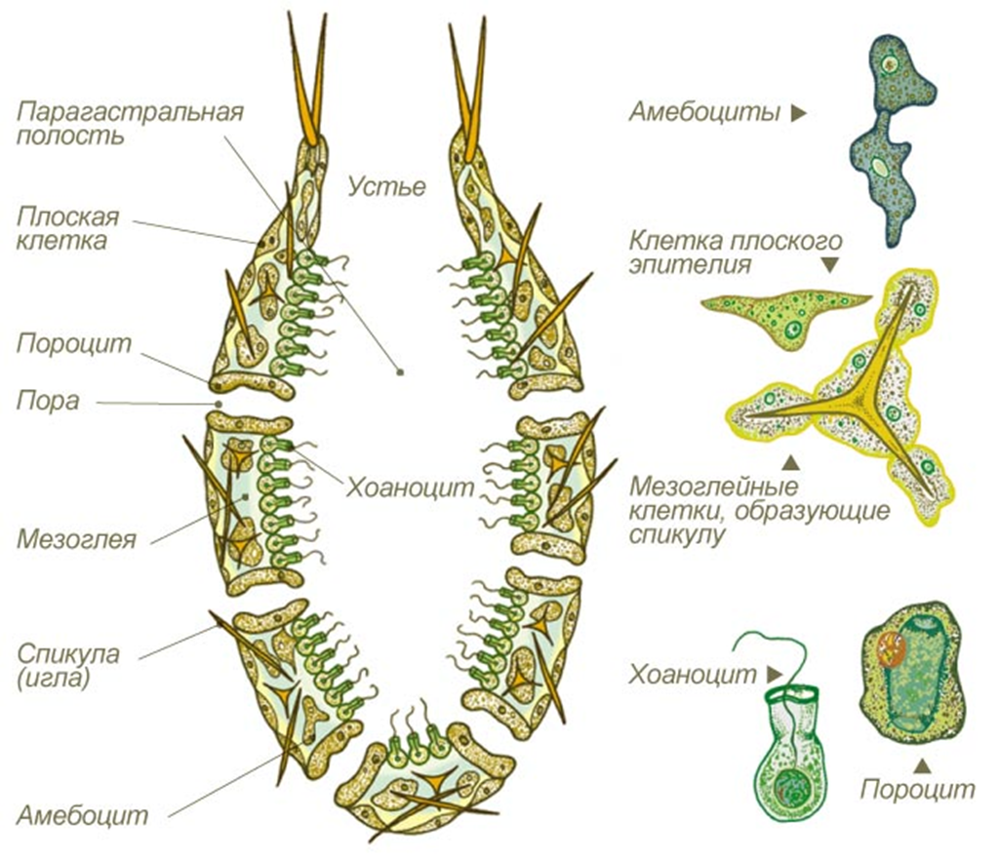 Парагастральная
полость
Устье
Плоская
клетка
Пороцит
Пора
Хоаноцит
Мезоглея
Спикула
(игла)
Амебоцит
Амебоциты
Клетка плоского
эпителия
Мезоглейные
клетки, образующие
спикулу
Хоаноцит
Пороцит